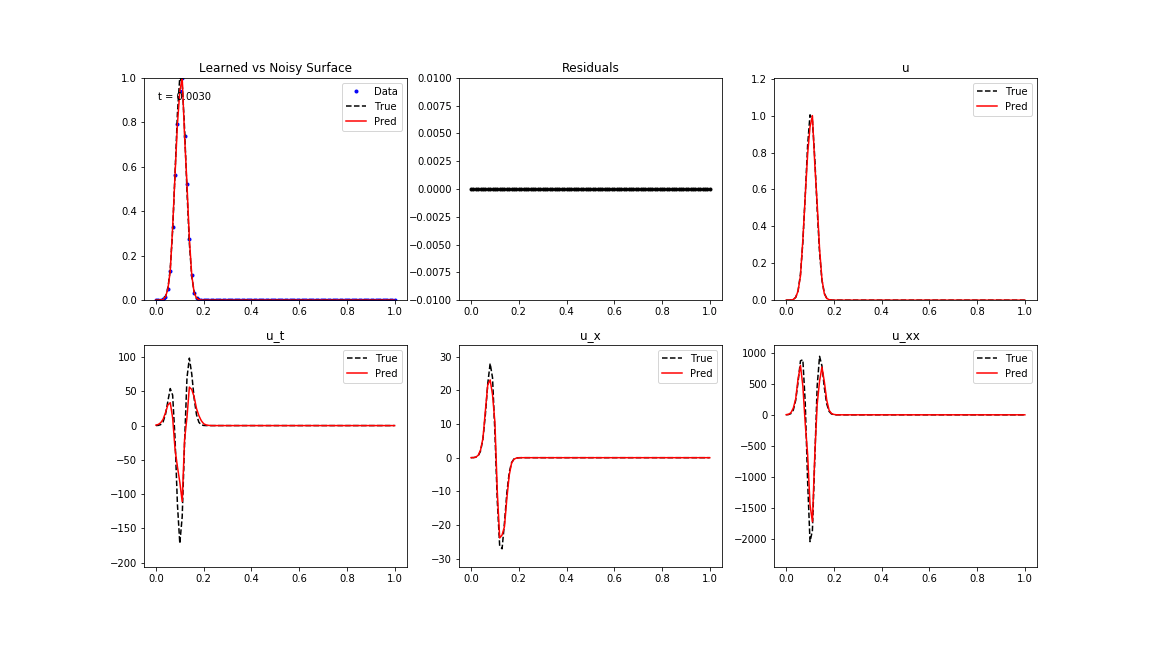 Learned vs Noisy Surface
1.0
0.8
0.6
0.4
0.2
0.0
t = 0.0030
Data
True
Pred
0.0 0.2 0.4 0.6 0.8 1.0
Residuals
0.0100
0.0075
0.0050
0.0025
0.0000
−0.0025
−0.0050
−0.0075
−0.0100
0.0 0.2 0.4 0.6 0.8 1.0
u
1.2
1.0
0.8
0.6
0.4
0.2
0.0
True
Pred
0.0 0.2 0.4 0.6 0.8 1.0
u_t
100
50
0
−50
−100
−150
−200
True
Pred
0.0 0.2 0.4 0.6 0.8 1.0
u_x
30
20
10
0
−10
−20
−30
True
Pred
0.0 0.2 0.4 0.6 0.8 1.0
u_xx
1000
500
0
−500
−1000
−1500
−2000
True
Pred
0.0 0.2 0.4 0.6 0.8 1.0